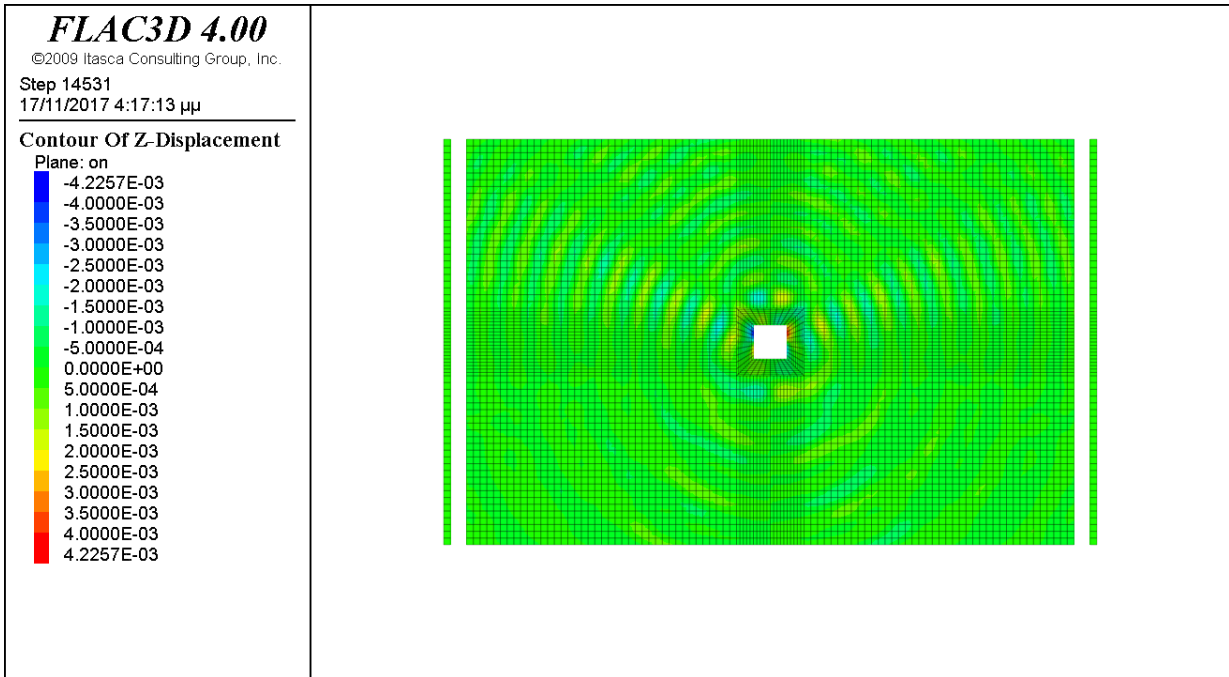 FLAC3D 4.00
©2009 Itasca Consulting Group, Inc.
Step 14531
17/11/2017 4:17:13 μμ
Contour Of Z-Displacement
Plane: on
-4.2257E-03
-4.0000E-03
-3.5000E-03
-3.0000E-03
-2.5000E-03
-2.0000E-03
-1.5000E-03
-1.0000E-03
-5.0000E-04
0.0000E+00
5.0000E-04
1.0000E-03
1.5000E-03
2.0000E-03
2.5000E-03
3.0000E-03
3.5000E-03
4.0000E-03
4.2257E-03